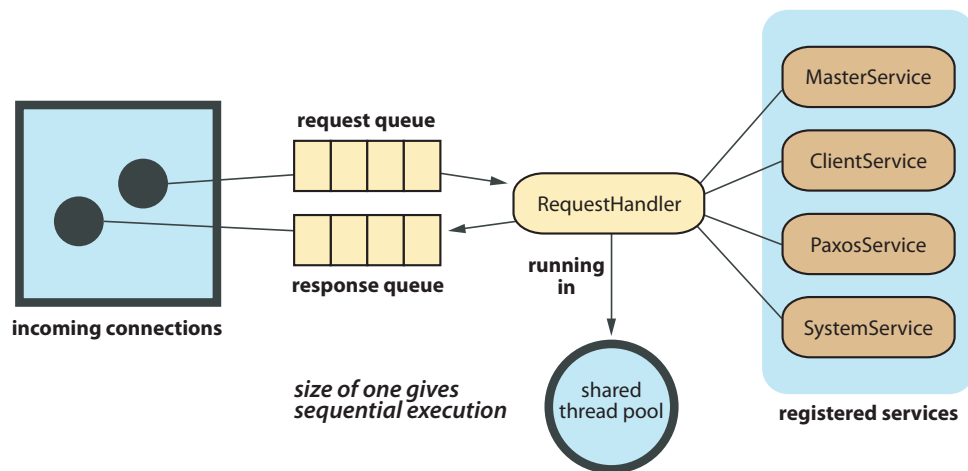 MasterService
request queue
ClientService
RequestHandler
PaxosService
running
in
response queue
incoming connections
SystemService
size of one gives
sequential execution
shared
thread pool
registered services